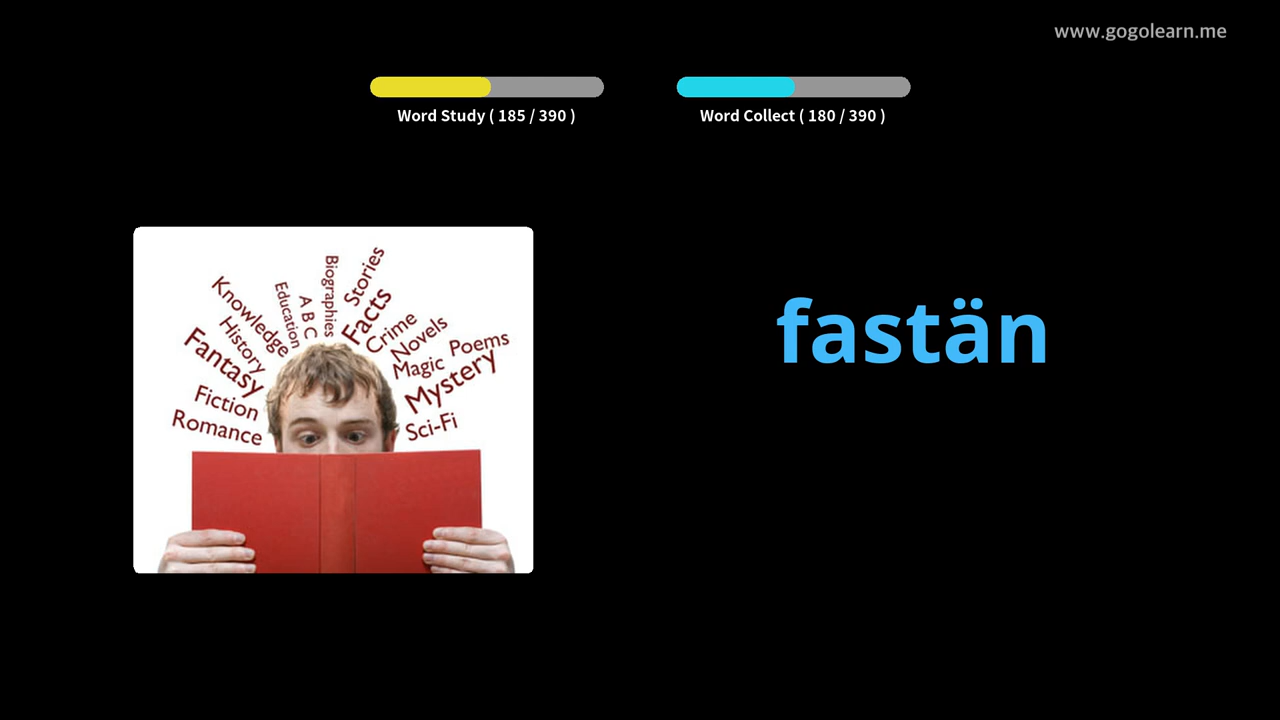 www.gogolearn.me
Word Study ( 185 / 390 )
Word Collect ( 180 / 390 )
fastän
Knowledge
History
Fantasy
Fiction
Romance
Education
A B C
Biographies
Stories
Facts
Crime
Novels
Magic
Poems
Mystery
Sci-Fi